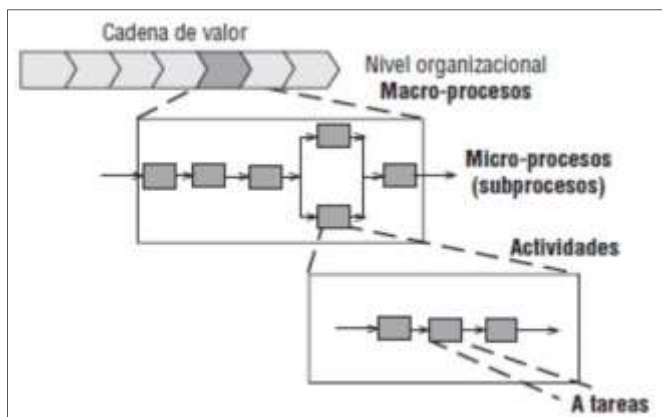 Cadena de valor
Nivel organizacional
Macro-procesos
Micro-procesos
(subprocesos)
Actividades
A tareas